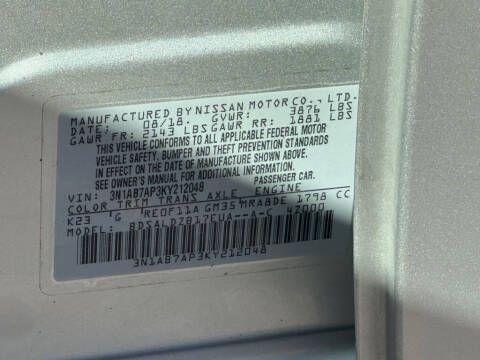 MANUFACTURED BY NISSAN MOTOR CO., LTD.
DATE: 08/18. GVWR: 3876 LBS
GAWR FR: 2143 LBS GAWR RR: 1881 LBS
THIS VEHICLE CONFORMS TO ALL APPLICABLE FEDERAL MOTOR
VEHICLE SAFETY, BUMPER AND THEFT PREVENTION STANDARDS
IN EFFECT ON THE DATE OF MANUFACTURE SHOWN ABOVE.
SEE OWNER'S MANUAL FOR ADDITIONAL INFORMATION
VIN: 3N1AB7AP3KY212048 PASSENGER CAR
COLOR TRIM TRANS AXLE ENGINE
K23 G RE0F11A GM35 MRA8DE 1798 CC
MODEL: BDSALDZB17EUA--A-C 47000
3N1AB7AP3KY212048